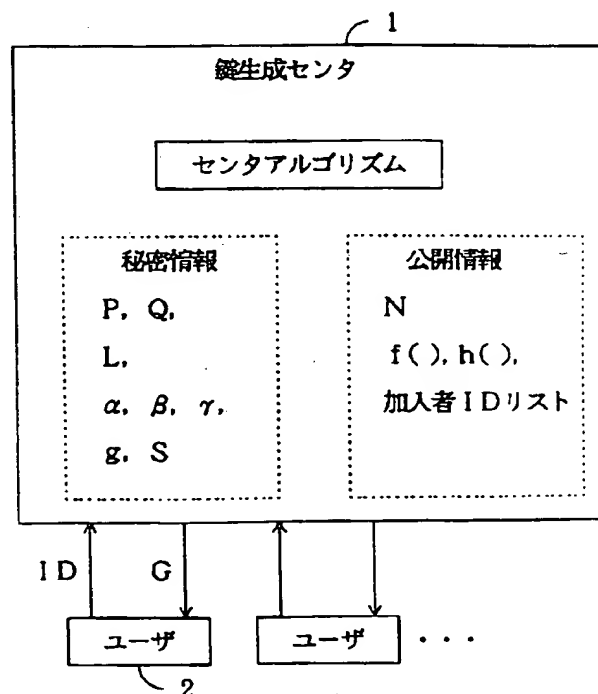 1
鍵生成センタ
センタアルゴリズム
秘密情報
P, Q,
L,
α, β, γ,
g, S
公開情報
N
f( ), h( ),
加入者IDリスト
ID
G
ユーザ
ユーザ
・・・
2